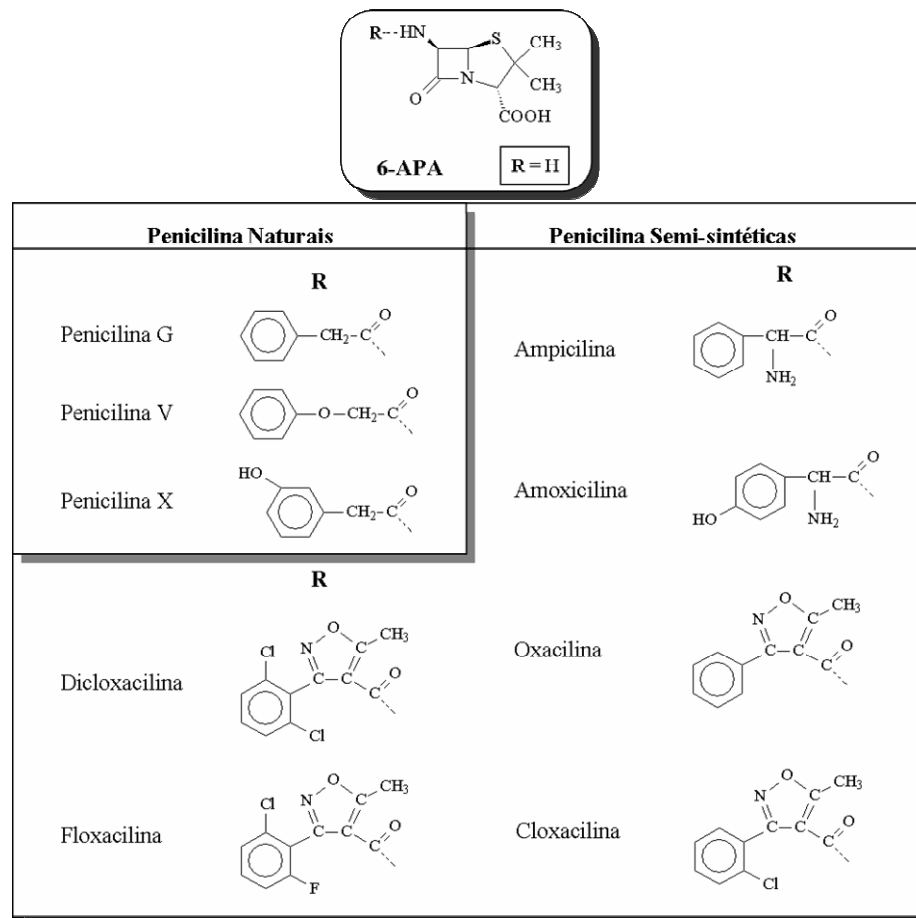 R---HN
S
CH₃
CH₃
N
O
COOH
6-APA
R = H
Penicilina Naturais
R
Penicilina G
CH₂
C
O
Penicilina V
O
CH₂
C
O
Penicilina X
HO
CH₂
C
O
Penicilina Semi-sintéticas
R
Ampicilina
CH
C
O
NH₂
Amoxicilina
HO
CH
C
O
NH₂
R
Dicloxacilina
Cl
Cl
N
O
C
C
C
CH₃
C
O
Oxacilina
N
O
C
C
C
CH₃
C
O
Floxacilina
Cl
F
N
O
C
C
C
CH₃
C
O
Cloxacilina
N
O
C
C
C
CH₃
C
O
Cl